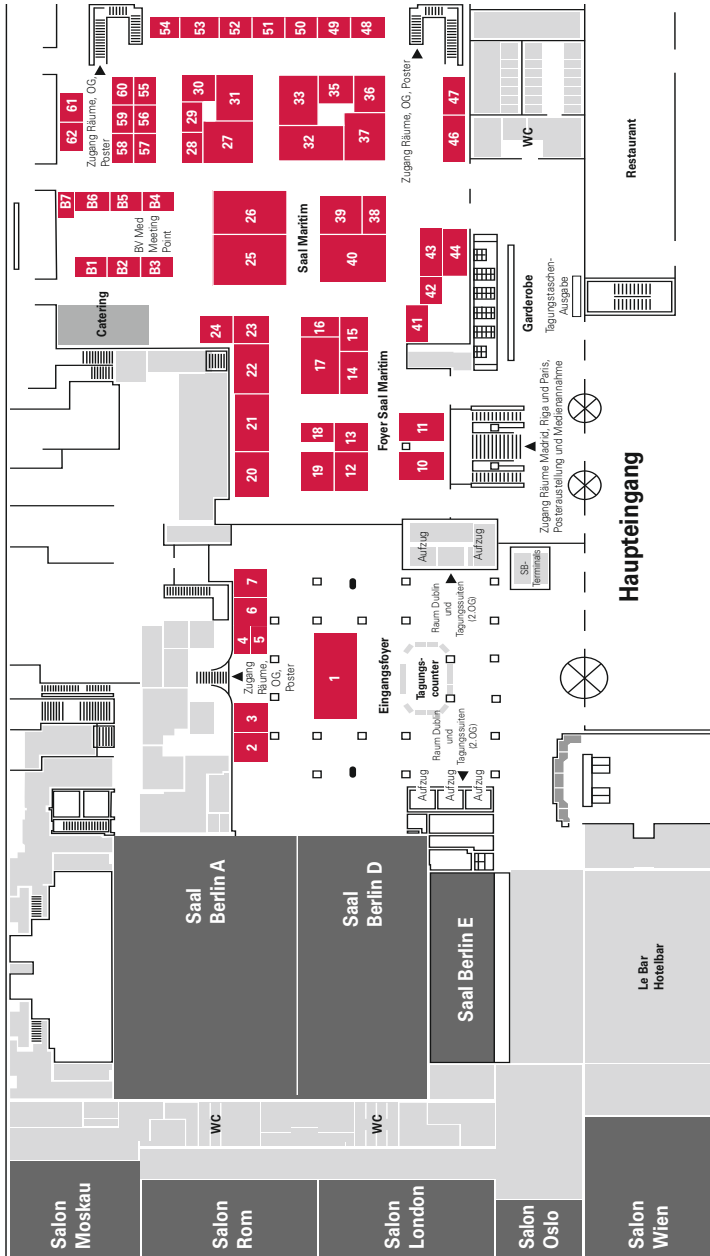 Salon
Moskau
Salon
Rom
Salon
London
Salon
Oslo
Salon
Wien
WC
WC
Saal
Berlin A
Saal
Berlin D
Saal Berlin E
Le Bar
Hotelbar
Aufzug
Aufzug
Aufzug
Raum Dublin
und
Tagungssuiten
(2.OG)
2
3
4
5
6
7
Zugang
Räume,
OG,
Poster
1
Eingangsfoyer
Tagungs-
counter
Raum Dublin
und
Tagungssuiten
(2.OG)
Aufzug
Aufzug
SB-
Terminals
Haupteingang
Zugang Räume Madrid, Riga und Paris,
Posteraustellung und Medienannahme
20
21
22
23
24
19
18
12
13
17
16
14
15
Foyer Saal Maritim
10
11
41
42
43
44
Garderobe
Tagungstaschen-
Ausgabe
Catering
B1
B2
B3
B7
B6
B5
B4
BV Med
Meeting
Point
25
26
Saal Maritim
40
39
38
62
61
Zugang Räume, OG,
Poster
58
59
60
57
56
55
28
29
30
27
31
33
35
36
32
37
Zugang Räume, OG, Poster
46
47
54
53
52
51
50
49
48
WC
Restaurant